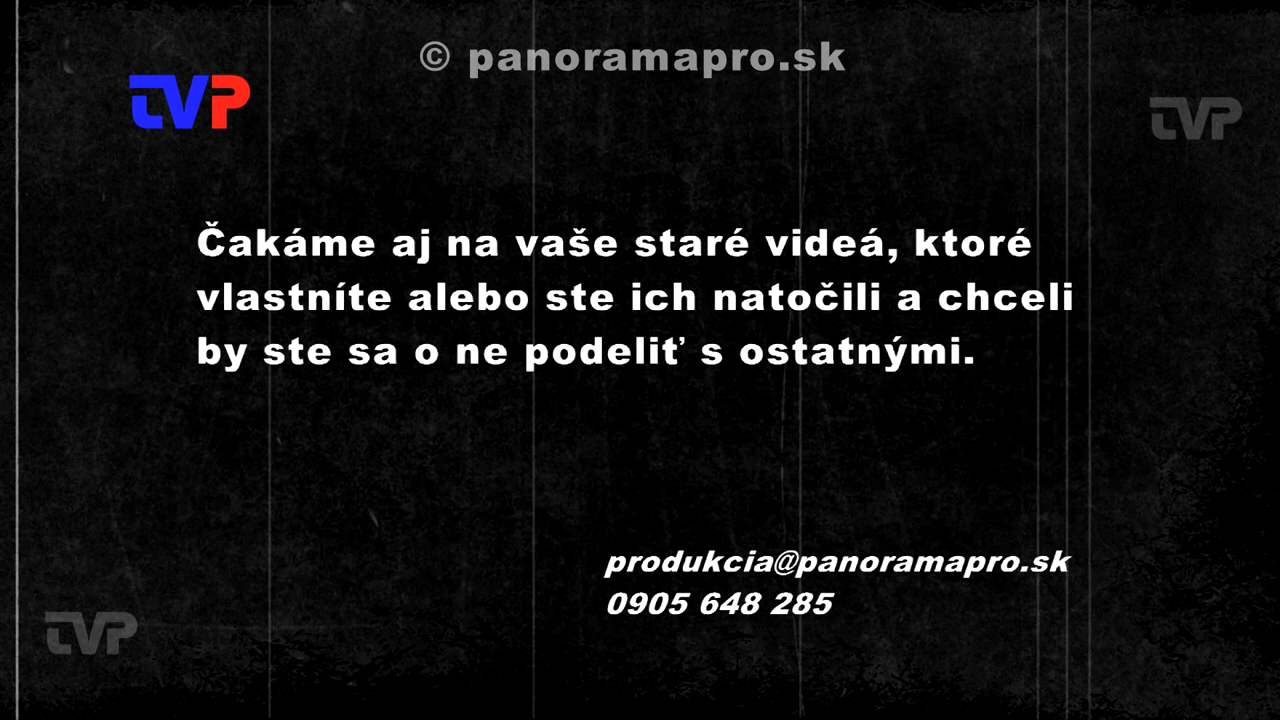 © panoramapro.sk
TVP
TVP
Čakáme aj na vaše staré videá, ktoré
vlastníte alebo ste ich natočili a chceli
by ste sa o ne podeliť s ostatnými.
produkcia@panoramapro.sk
0905 648 285
TVP